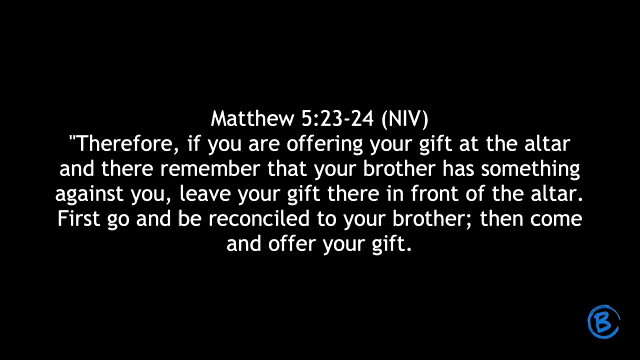 Matthew 5:23-24 (NIV)
"Therefore, if you are offering your gift at the altar
and there remember that your brother has something
against you, leave your gift there in front of the altar.
First go and be reconciled to your brother; then come
and offer your gift.
B